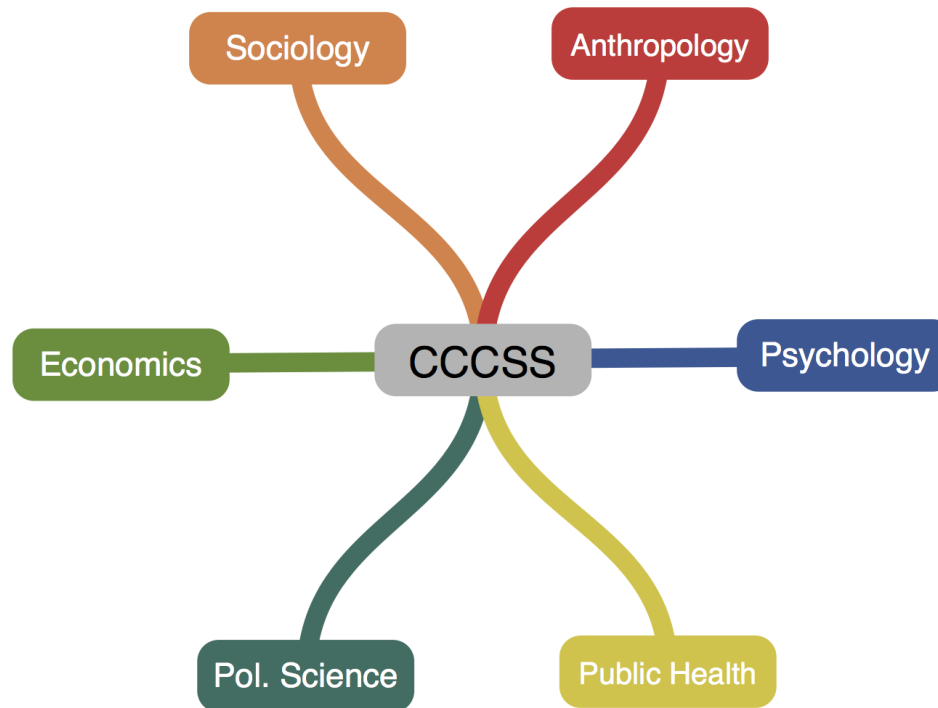 Sociology
Anthropology
Economics
CCCSS
Psychology
Pol. Science
Public Health